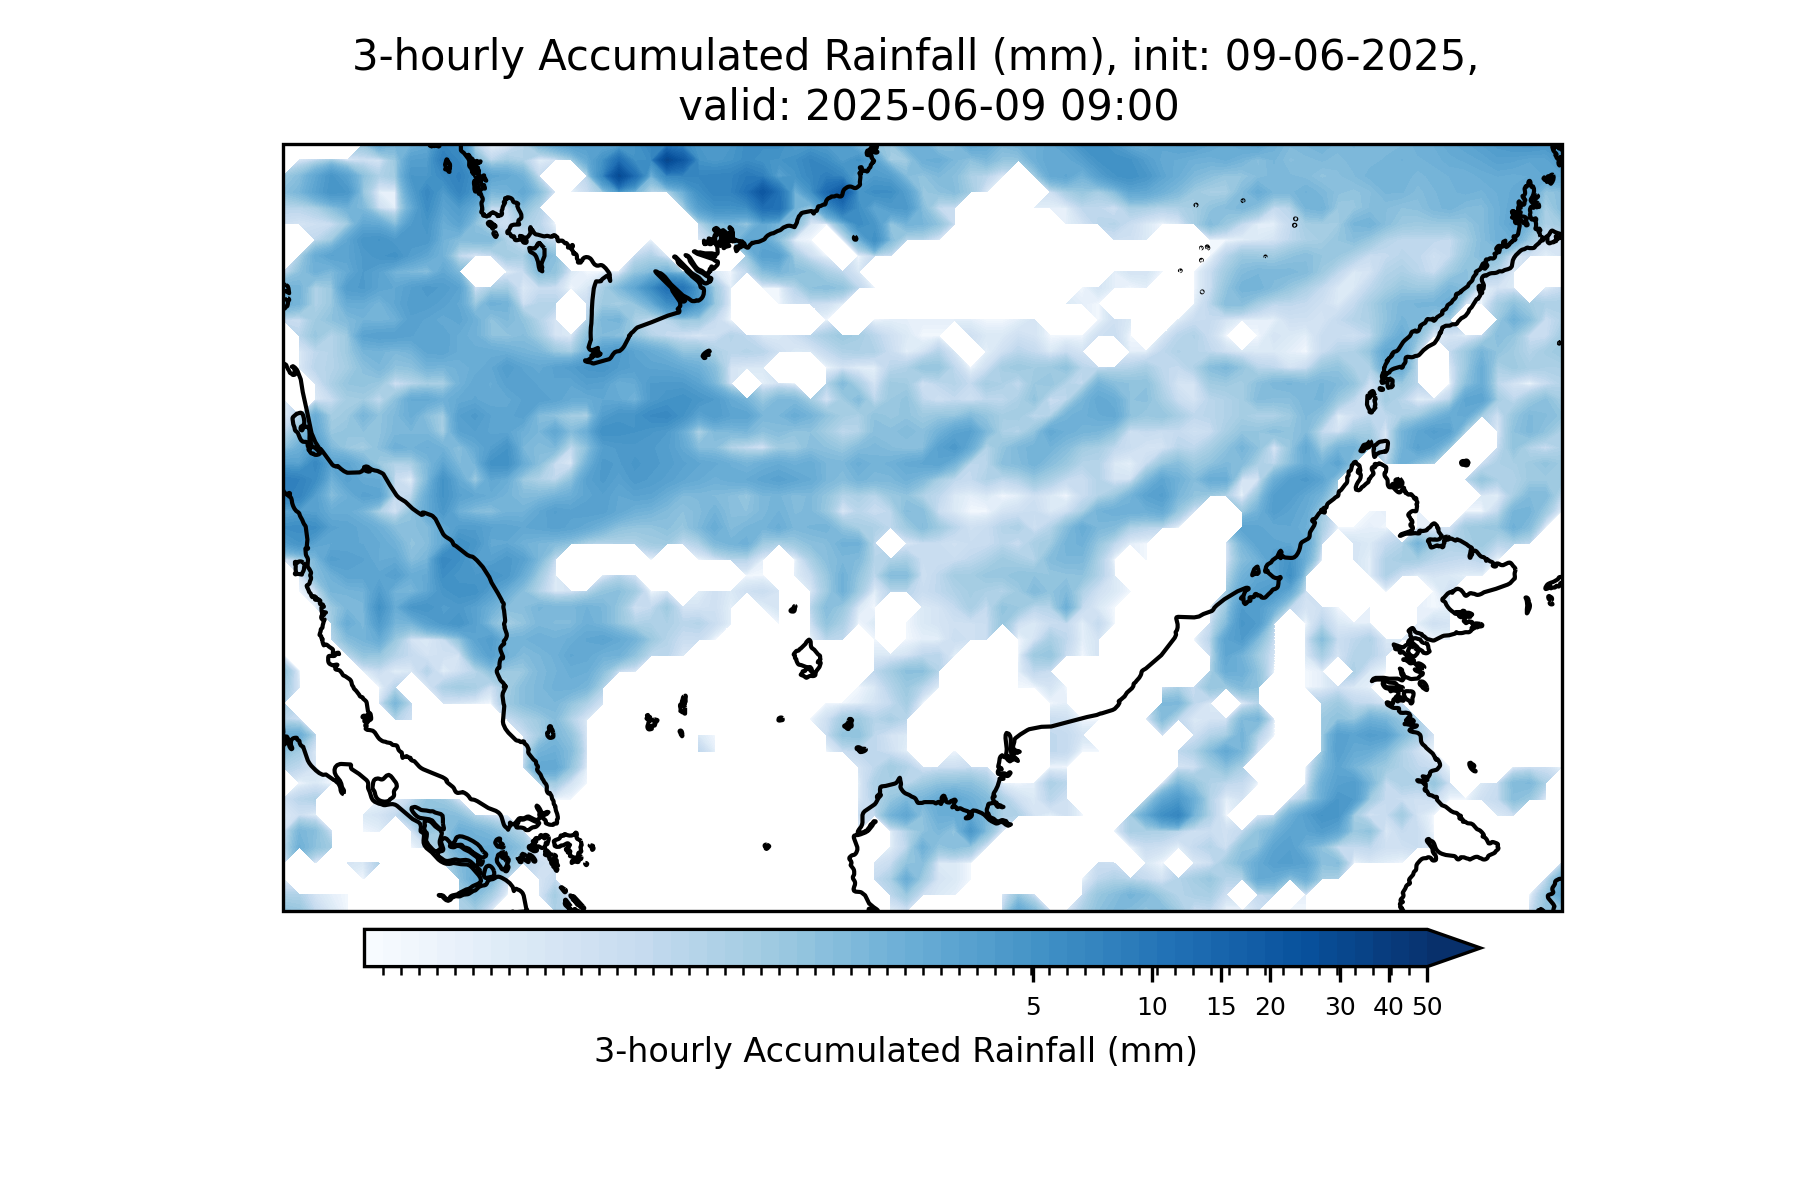 3-hourly Accumulated Rainfall (mm), init: 09-06-2025,
valid: 2025-06-09 09:00
5 10 15 20 30 40 50
3-hourly Accumulated Rainfall (mm)